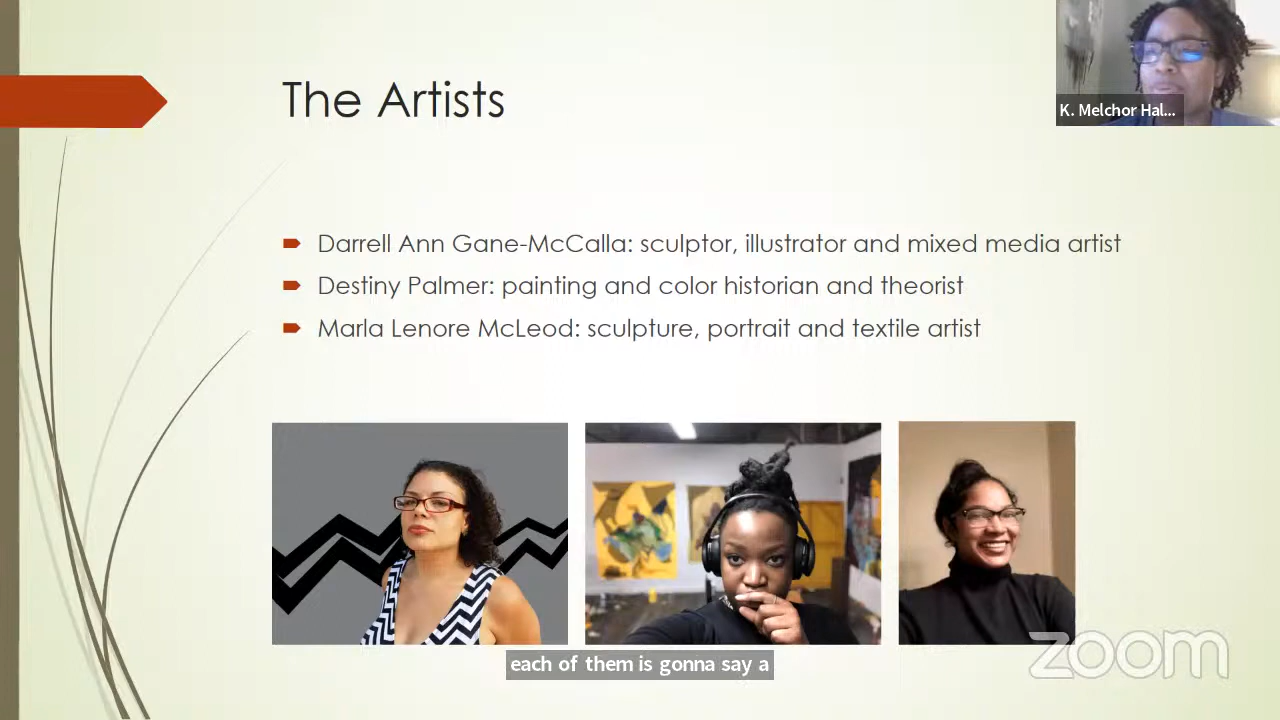 The Artists
K. Melchor Hal...
Darrell Ann Gane-McCalla: sculptor, illustrator and mixed media artist
Destiny Palmer: painting and color historian and theorist
Marla Lenore McLeod: sculpture, portrait and textile artist
each of them is gonna say a
zoom